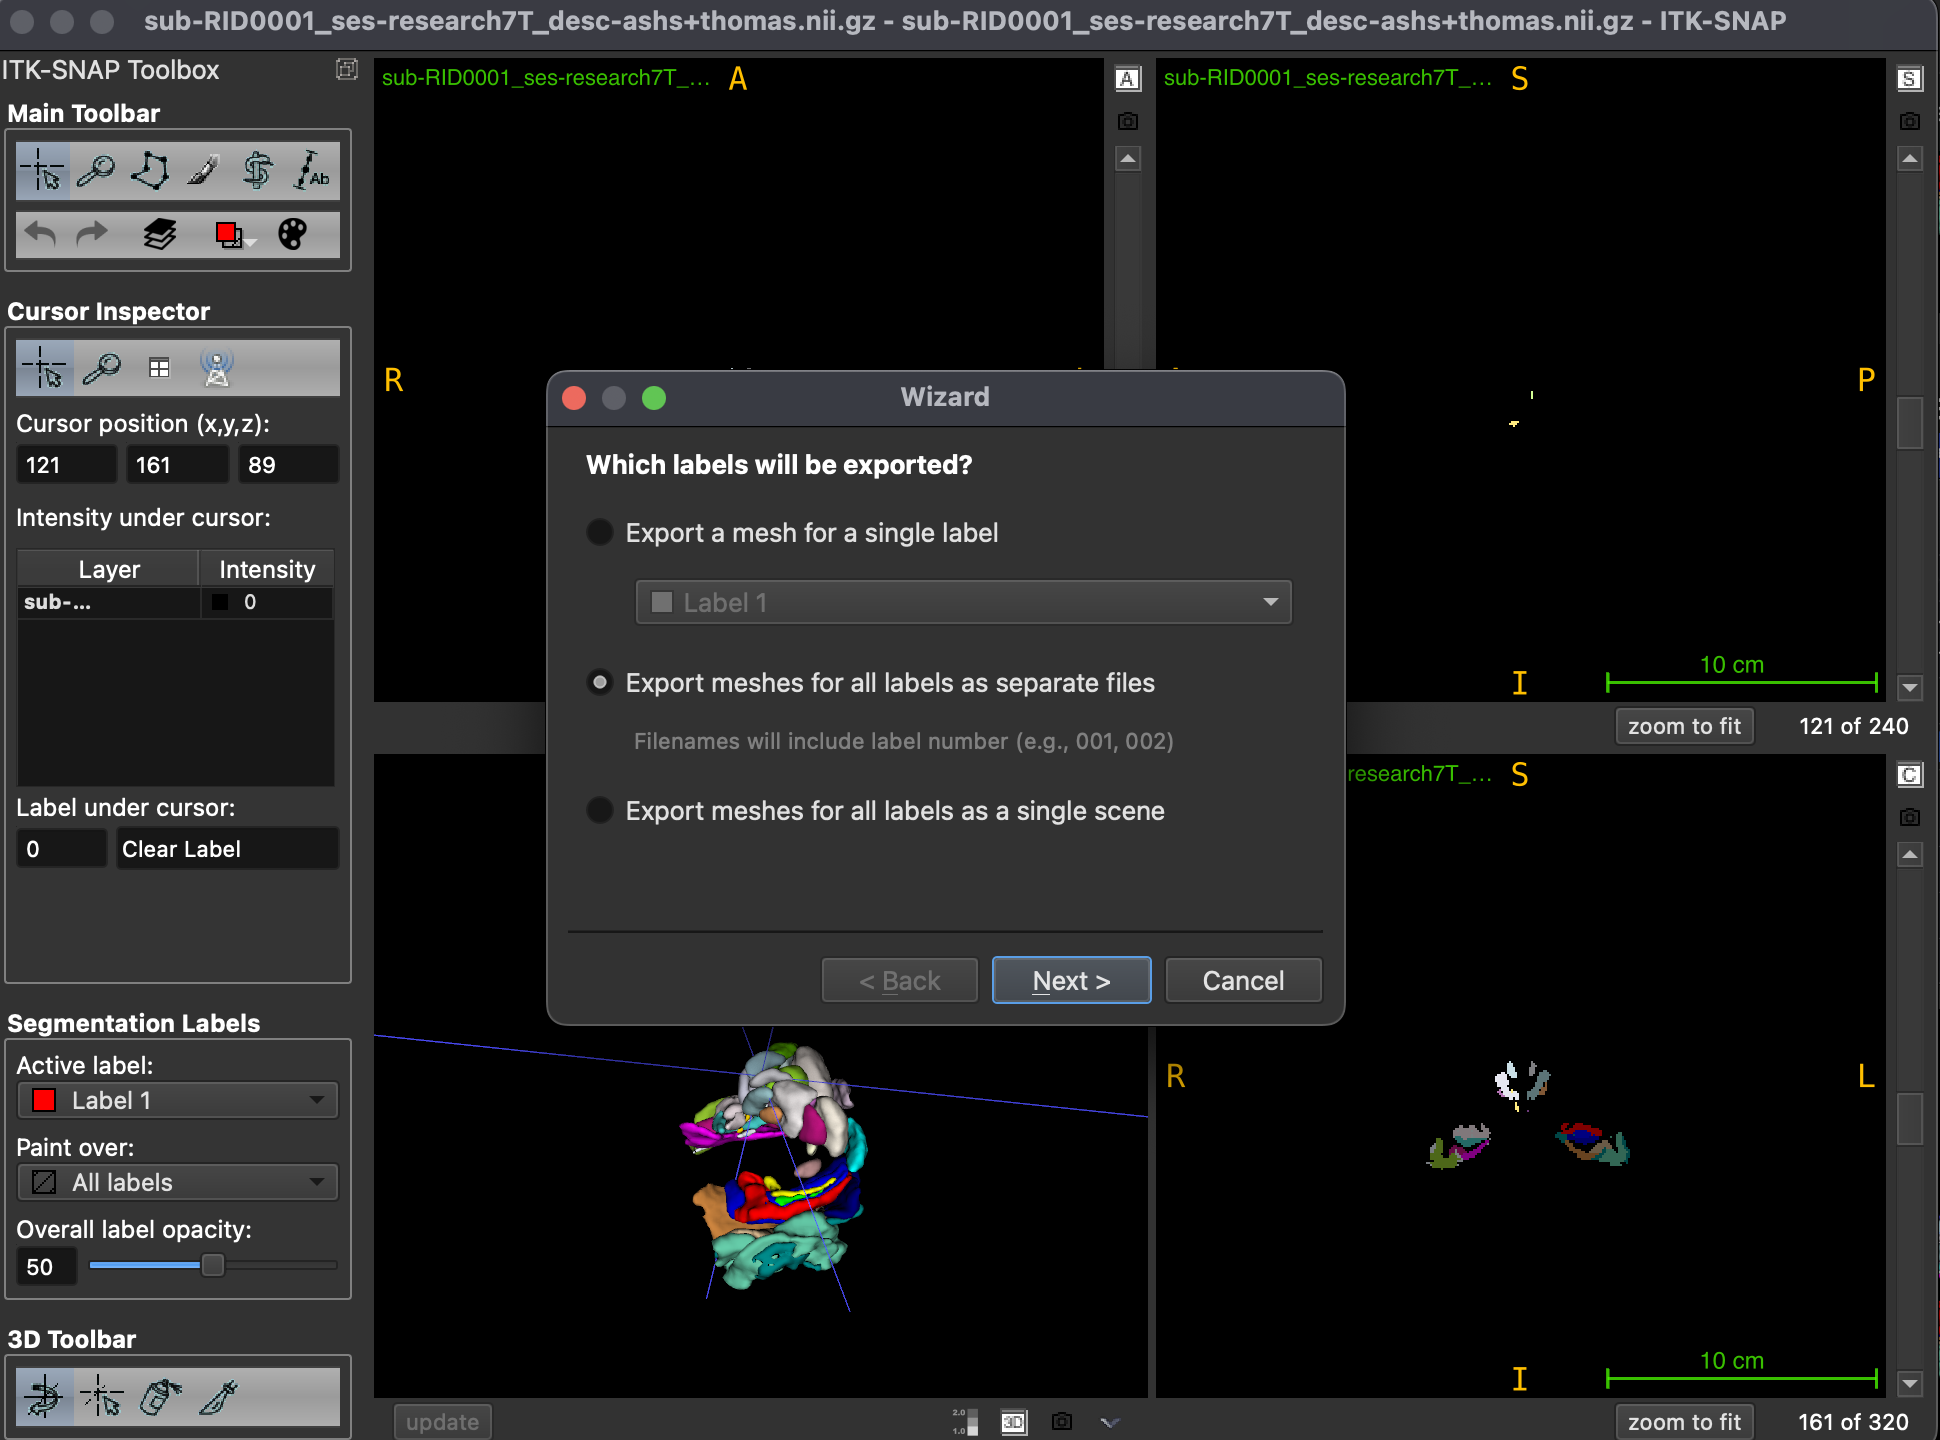 sub-RID0001_ses-research7T_desc-ashs+thomas.nii.gz - sub-RID0001_ses-research7T_desc-ashs+thomas.nii.gz - ITK-SNAP
ITK-SNAP Toolbox
Main Toolbar
Ab
Cursor Inspector
Cursor position (x,y,z):
121 161 89
Intensity under cursor:
Layer Intensity
sub-... 0
Label under cursor:
0 Clear Label
Segmentation Labels
Active label:
Label 1
Paint over:
All labels
Overall label opacity:
50
3D Toolbar
sub-RID0001_ses-research7T_... A
A
R
sub-RID0001_ses-research7T_... S
S
P
I
10 cm
zoom to fit 121 of 240
Wizard
Which labels will be exported?
Export a mesh for a single label
Label 1
Export meshes for all labels as separate files
Filenames will include label number (e.g., 001, 002)
Export meshes for all labels as a single scene
< Back Next > Cancel
update
2.0
1.0
3D
research7T_... S
C
R
L
I
10 cm
zoom to fit 161 of 320